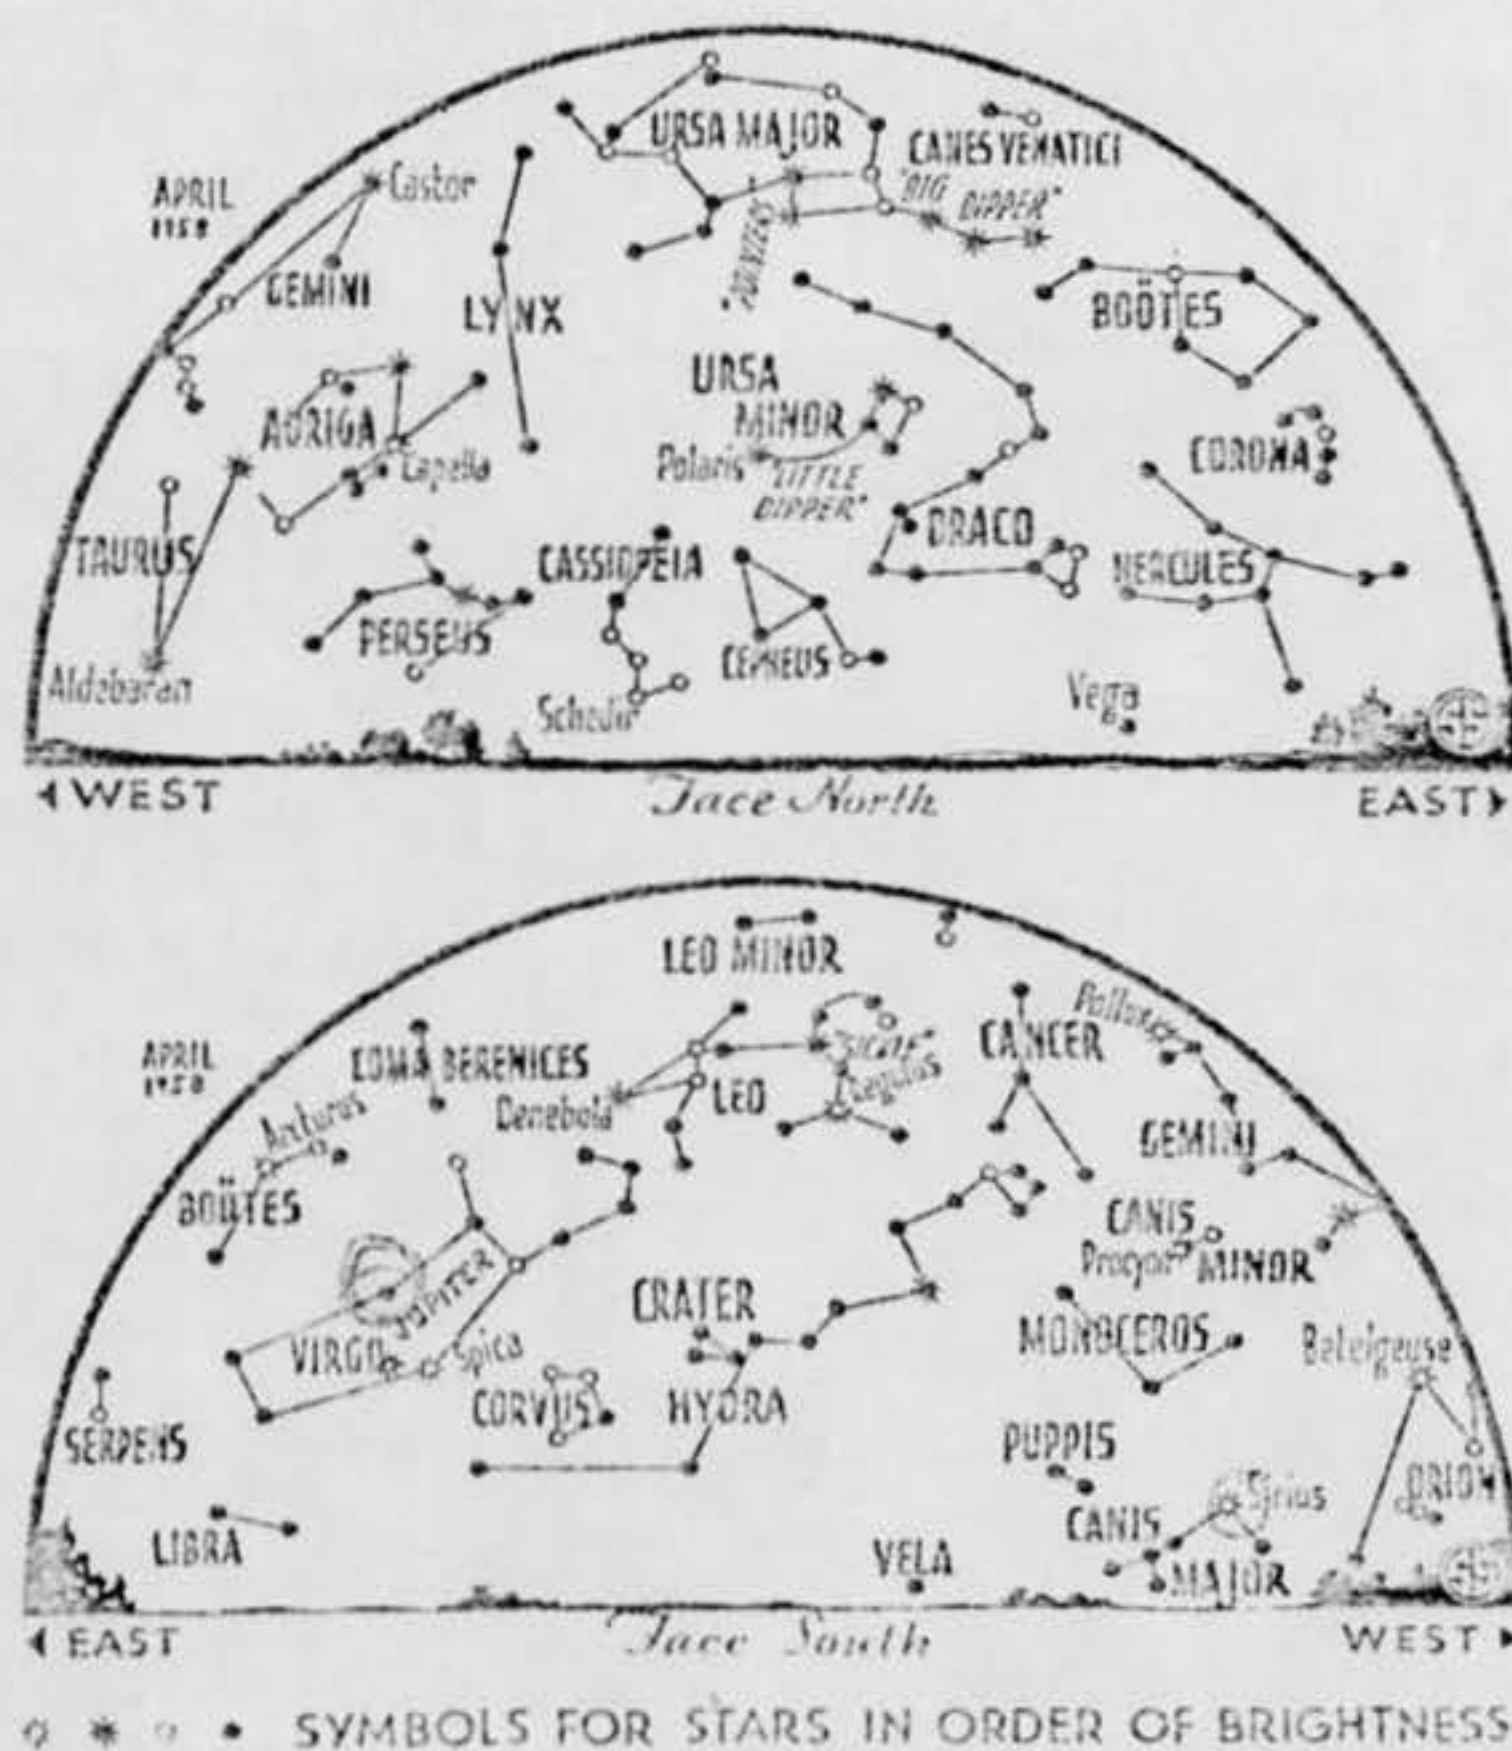 URSA MAJOR
CANES VENATICI
APRIL
1958
Castor
"BIG
DIPPER"
"POINTERS"
GEMINI
LYNX
BOÖTES
URSA
MINOR
AURIGA
Capella
Polaris
"LITTLE
DIPPER"
CORONA
TAURUS
CASSIOPEIA
DRACO
HERCULES
PERSEUS
CEPHEUS
Aldebaran
Schedir
Vega
WEST
Face North
EAST
LEO MINOR
APRIL
1958
COMA BERENICES
Pollux
CANCER
"SICKLE"
Regulus
Arcturus
Denebola
LEO
GEMINI
BOÖTES
CANIS
Procyon
MINOR
JUPITER
CRATER
VIRGO
Spica
MONOCEROS
Betelgeuse
CORVUS
HYDRA
SERPENS
PUPPIS
Sirius
ORION
LIBRA
VELA
CANIS
MAJOR
EAST
Face South
WEST
SYMBOLS FOR STARS IN ORDER OF BRIGHTNESS